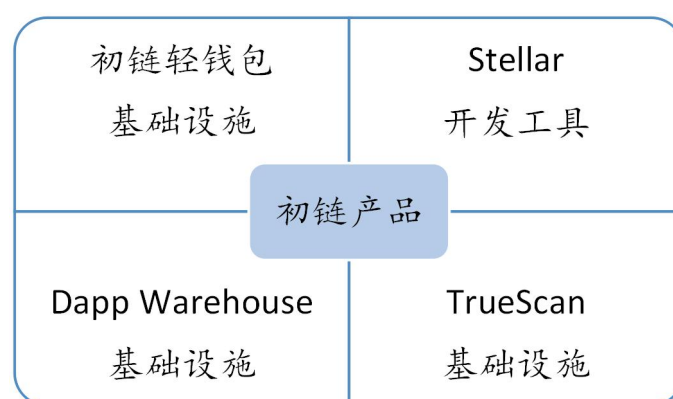 初链轻钱包
基础设施
Stellar
开发工具
初链产品
Dapp Warehouse
基础设施
TrueScan
基础设施